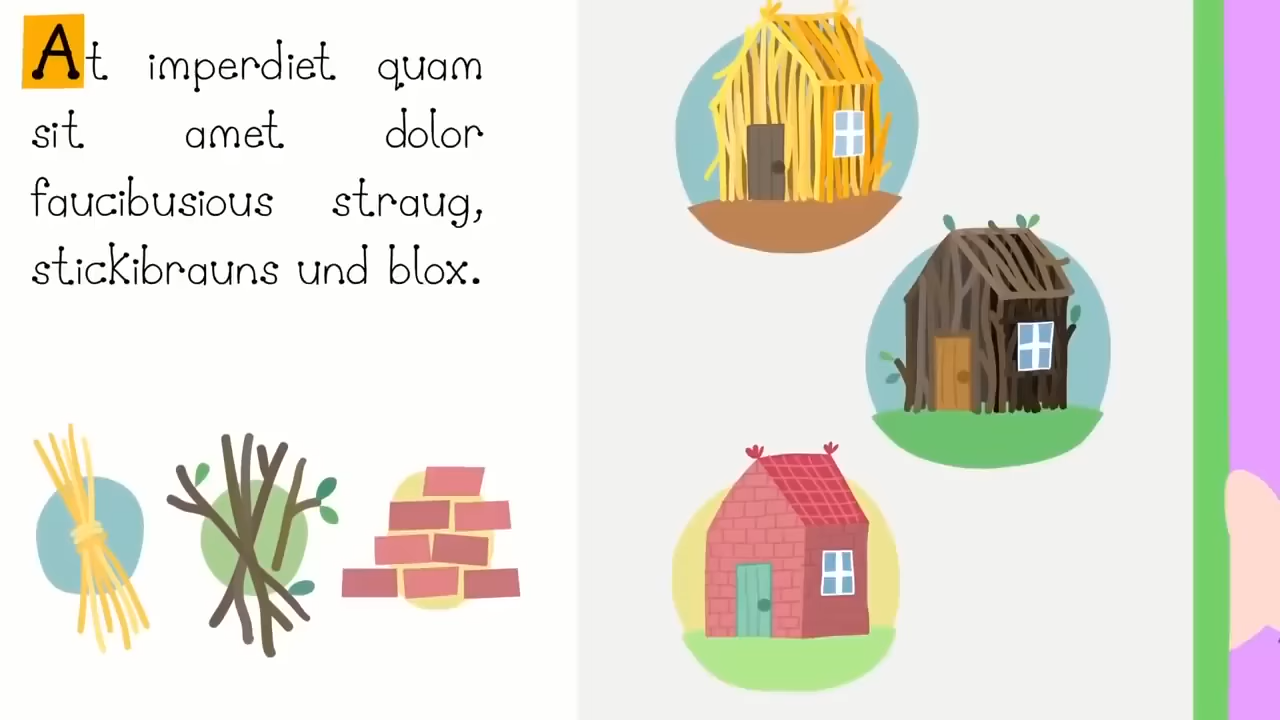 At imperdiet quam
sit amet dolor
faucibusious straug,
stickibrauns und blox.